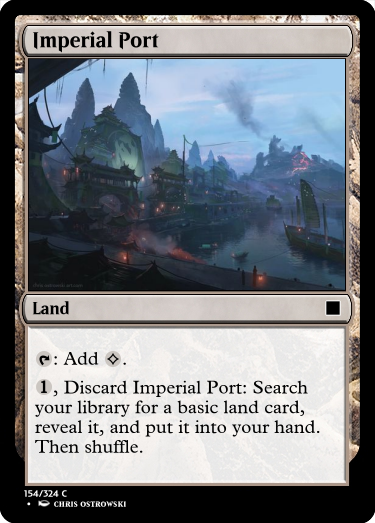 Imperial Port
Land
: Add .
1, Discard Imperial Port: Search
your library for a basic land card,
reveal it, and put it into your hand.
Then shuffle.
154/324 C
• CHRIS OSTROWSKI